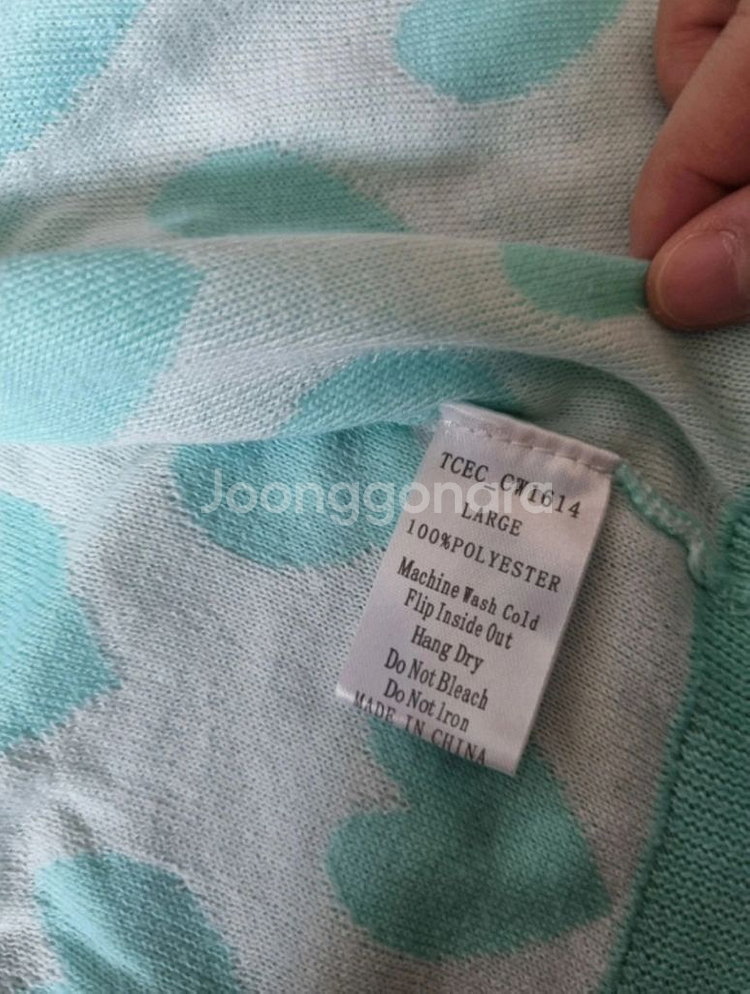 TCEC_CW1614
LARGE
100%POLYESTER
Machine Wash Cold
Flip Inside Out
Hang Dry
Do Not Bleach
Do Not Iron
MADE IN CHINA
Joonggonara